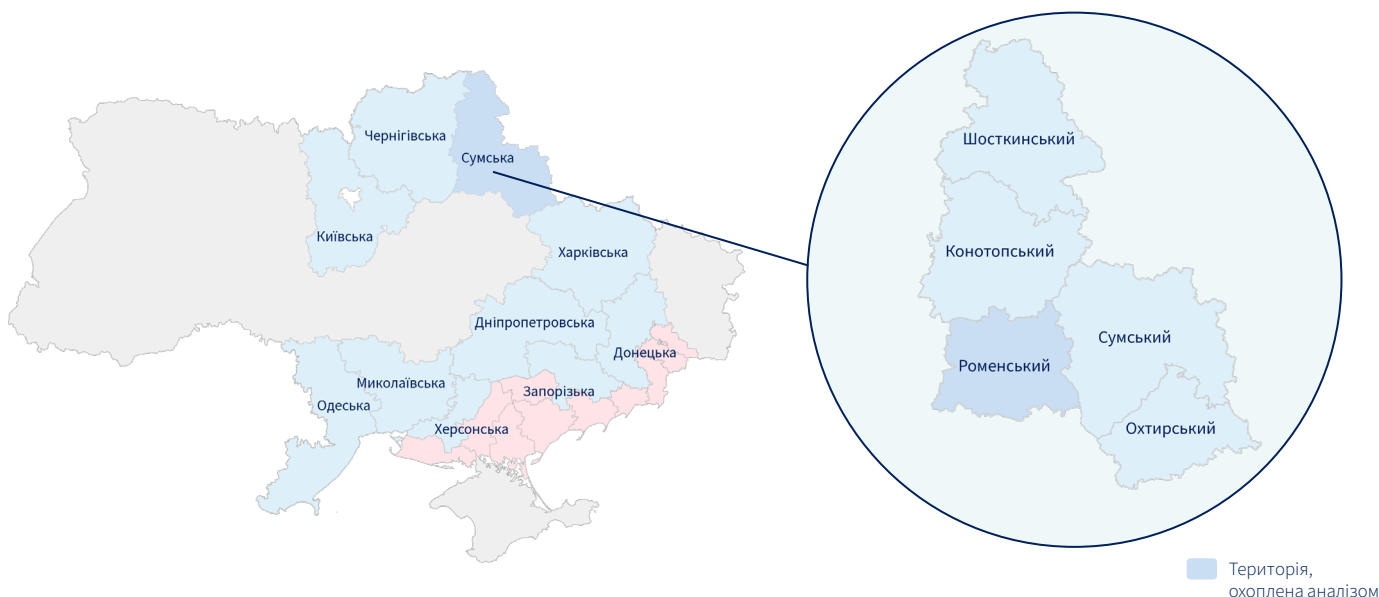 Чернігівська
Сумська
Київська
Харківська
Дніпропетровська
Донецька
Миколаївська
Запорізька
Одеська
Херсонська
Шосткинський
Конотопський
Сумський
Роменський
Охтирський
Територія,
охоплена аналізом